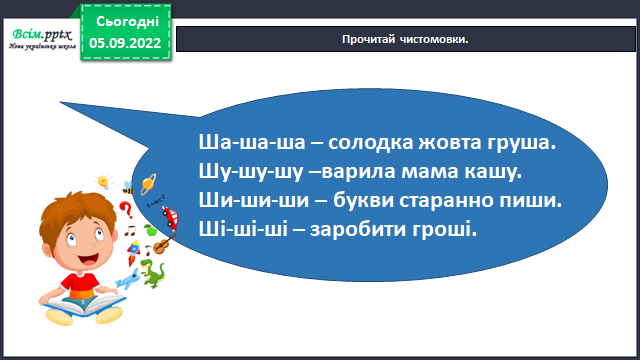 Всім.pptx
Нова українська школа
Сьогодні
05.09.2022
Прочитай чистомовки.
Ша-ша-ша – солодка жовта груша.
Шу-шу-шу –варила мама кашу.
Ши-ши-ши – букви старанно пиши.
Ші-ші-ші – заробити гроші.
E=mc²